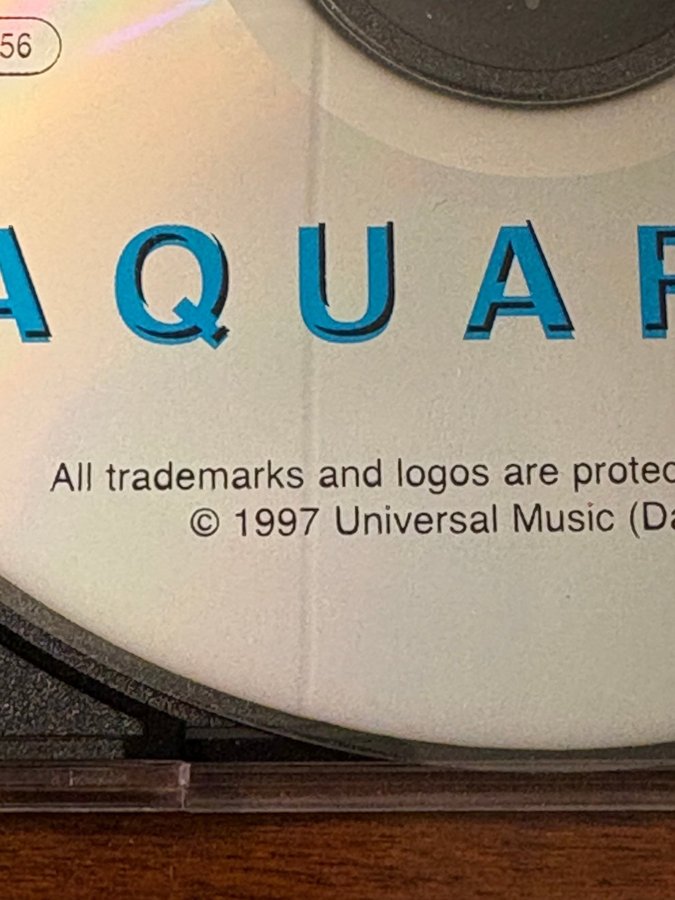 56
AQUAR
All trademarks and logos are protec
© 1997 Universal Music (Da